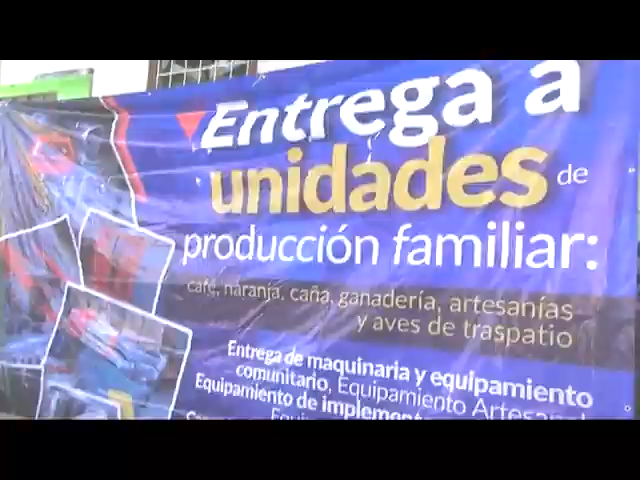 Entrega a
unidades de
producción familiar:
café, naranja, caña, ganadería, artesanías
y aves de traspatio
Entrega de maquinaria y equipamiento
comunitario, Equipamiento Artesanal
Equipamiento de